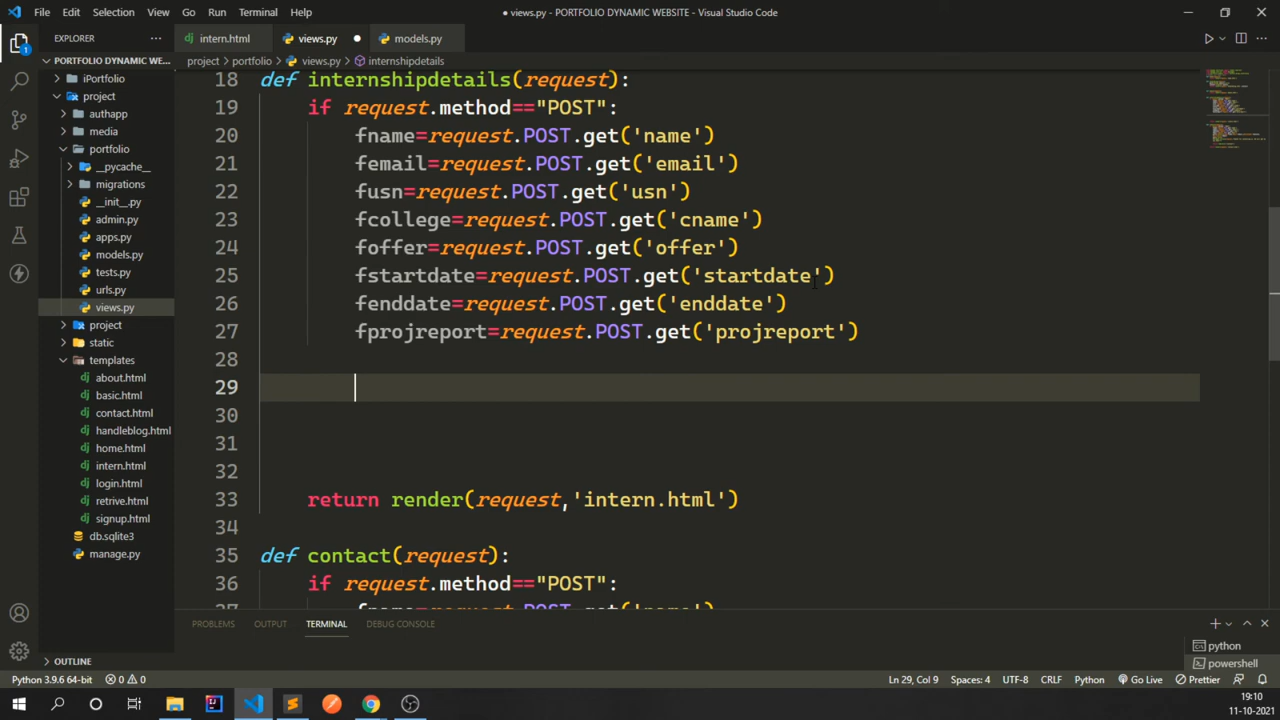 File Edit Selection View Go Run Terminal Help
● views.py - PORTFOLIO DYNAMIC WEBSITE - Visual Studio Code
EXPLORER
intern.html
views.py
models.py
PORTFOLIO DYNAMIC WE...
project > portfolio > views.py > internshipdetails
iPortfolio
project
authapp
media
portfolio
__pycache__
migrations
__init__.py
admin.py
apps.py
models.py
tests.py
urls.py
views.py
project
static
templates
about.html
basic.html
contact.html
handleblog.html
home.html
intern.html
login.html
retrive.html
signup.html
db.sqlite3
manage.py
OUTLINE
18 def internshipdetails(request):
19 if request.method=="POST":
20 fname=request.POST.get('name')
21 femail=request.POST.get('email')
22 fusn=request.POST.get('usn')
23 fcollege=request.POST.get('cname')
24 foffer=request.POST.get('offer')
25 fstartdate=request.POST.get('startdate')
26 fenddate=request.POST.get('enddate')
27 fprojreport=request.POST.get('projreport')
28
29
30
31
32
33 return render(request,'intern.html')
34
35 def contact(request):
36 if request.method=="POST":
37 fname=request.POST.get('name')
PROBLEMS OUTPUT TERMINAL DEBUG CONSOLE
python
powershell
Python 3.9.6 64-bit 0 0 Ln 29, Col 9 Spaces: 4 UTF-8 CRLF Python Go Live Prettier
1
19:10
11-10-2021